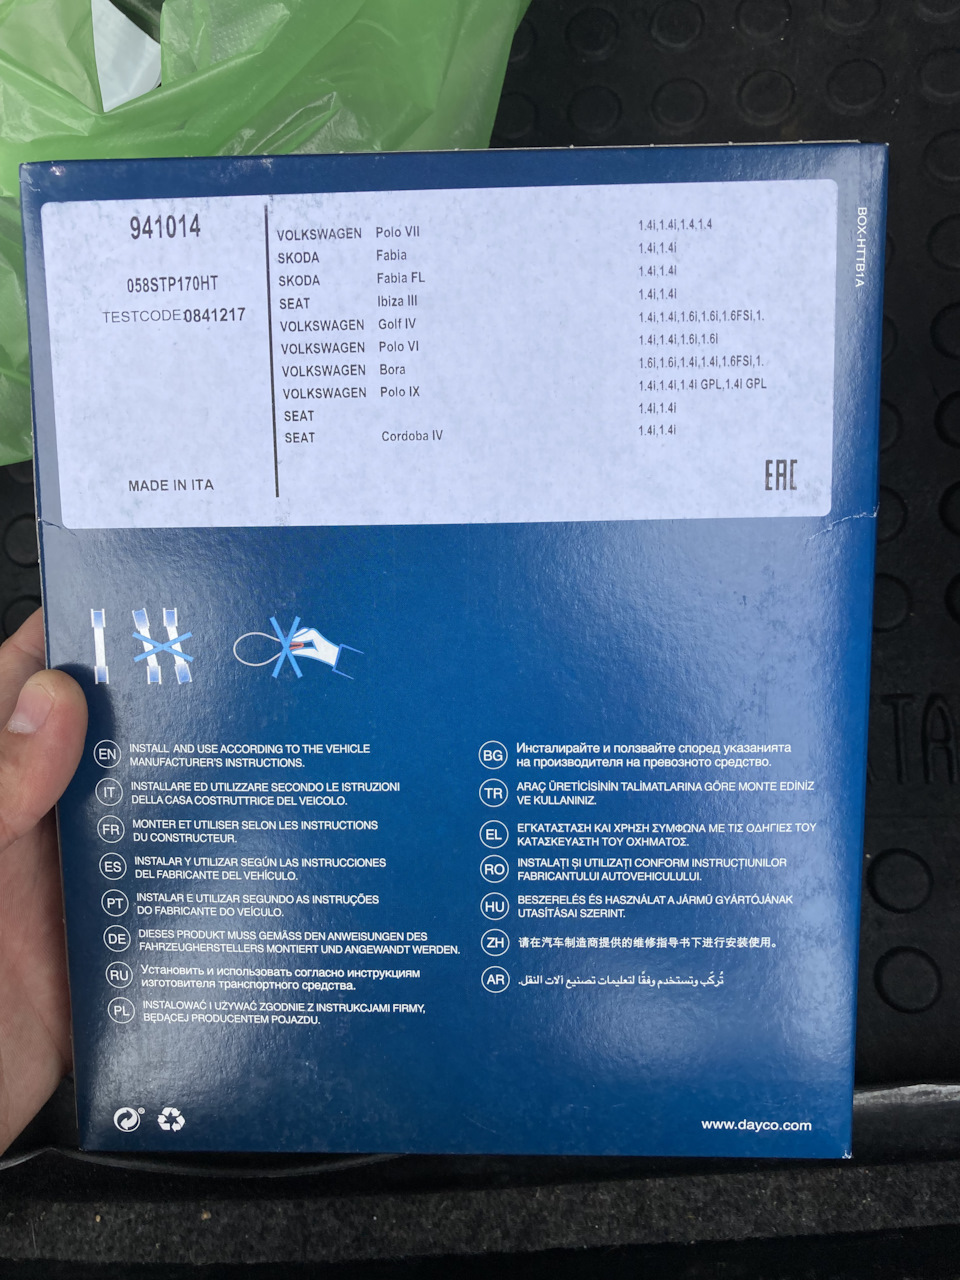 941014
058STP170HT
TESTCODE:0841217
MADE IN ITA
VOLKSWAGEN Polo VII 1.4i,1.4i,1.4,1.4
SKODA Fabia 1.4i,1.4i
SKODA Fabia FL 1.4i,1.4i
SEAT Ibiza III 1.4i,1.4i
VOLKSWAGEN Golf IV 1.4i,1.4i,1.6i,1.6i,1.6FSi,1.
VOLKSWAGEN Polo VI 1.4i,1.4i,1.6i,1.6i
VOLKSWAGEN Bora 1.6i,1.6i,1.4i,1.4i,1.6FSi,1.
VOLKSWAGEN Polo IX 1.4i,1.4i,1.4i GPL,1.4i GPL
SEAT 1.4i,1.4i
SEAT Cordoba IV 1.4i,1.4i
EAC
BOX-HTTB1A
EN INSTALL AND USE ACCORDING TO THE VEHICLE
MANUFACTURER'S INSTRUCTIONS.
IT INSTALLARE ED UTILIZZARE SECONDO LE ISTRUZIONI
DELLA CASA COSTRUTTRICE DEL VEICOLO.
FR MONTER ET UTILISER SELON LES INSTRUCTIONS
DU CONSTRUCTEUR.
ES INSTALAR Y UTILIZAR SEGÚN LAS INSTRUCCIONES
DEL FABRICANTE DEL VEHÍCULO.
PT INSTALAR E UTILIZAR SEGUNDO AS INSTRUÇÕES
DO FABRICANTE DO VEÍCULO.
DE DIESES PRODUKT MUSS GEMÄSS DEN ANWEISUNGEN DES
FAHRZEUGHERSTELLERS MONTIERT UND ANGEWANDT WERDEN.
RU Установить и использовать согласно инструкциям
изготовителя транспортного средства.
PL INSTALOWAĆ I UŻYWAĆ ZGODNIE Z INSTRUKCJAMI FIRMY,
BĘDĄCEJ PRODUCENTEM POJAZDU.
BG Инсталирайте и ползвайте според указанията
на производителя на превозното средство.
TR ARAÇ ÜRETİCİSİNİN TALİMATLARINA GÖRE MONTE EDİNİZ
VE KULLANINIZ.
EL ΕΓΚΑΤΑΣΤΑΣΗ ΚΑΙ ΧΡΗΣΗ ΣΥΜΦΩΝΑ ΜΕ ΤΙΣ ΟΔΗΓΙΕΣ ΤΟΥ
ΚΑΤΑΣΚΕΥΑΣΤΗ ΤΟΥ ΟΧΗΜΑΤΟΣ.
RO INSTALAȚI ȘI UTILIZAȚI CONFORM INSTRUCȚIUNILOR
FABRICANTULUI AUTOVEHICULULUI.
HU BESZERELÉS ÉS HASZNÁLAT A JÁRMŰ GYÁRTÓJÁNAK
UTASÍTÁSAI SZERINT.
ZH 请在汽车制造商提供的维修指导书下进行安装使用。
AR تُركّب وتستخدم وفقًا لتعليمات تصنيع آلات النقل.
www.dayco.com